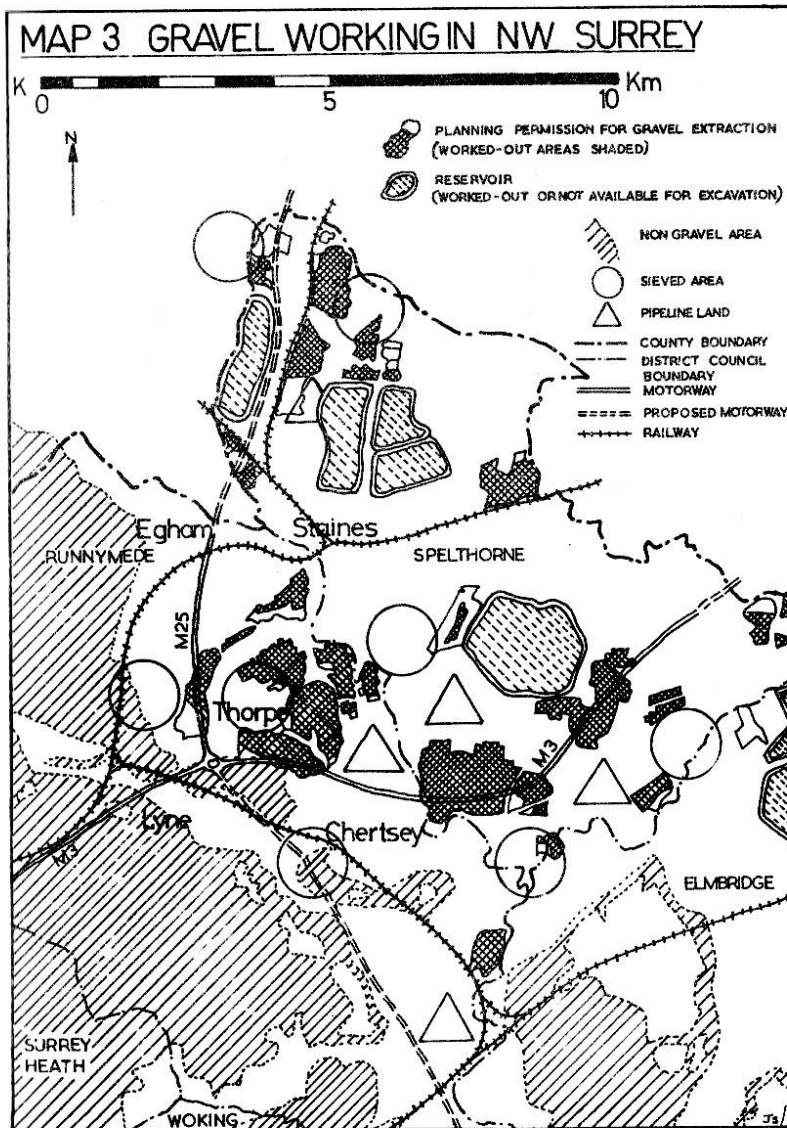 MAP 3 GRAVEL WORKING IN NW SURREY
K
Km
0
5
10
N
PLANNING PERMISSION FOR GRAVEL EXTRACTION
(WORKED-OUT AREAS SHADED)
RESERVOIR
(WORKED-OUT OR NOT AVAILABLE FOR EXCAVATION)
NON GRAVEL AREA
SIEVED AREA
PIPELINE LAND
COUNTY BOUNDARY
DISTRICT COUNCIL
BOUNDARY
MOTORWAY
PROPOSED MOTORWAY
RAILWAY
Egham
Staines
RUNNYMEDE
SPELTHORNE
M25
Thorpe
M3
Lyne
Chertsey
M3
ELMBRIDGE
SURREY
HEATH
WOKING
JS